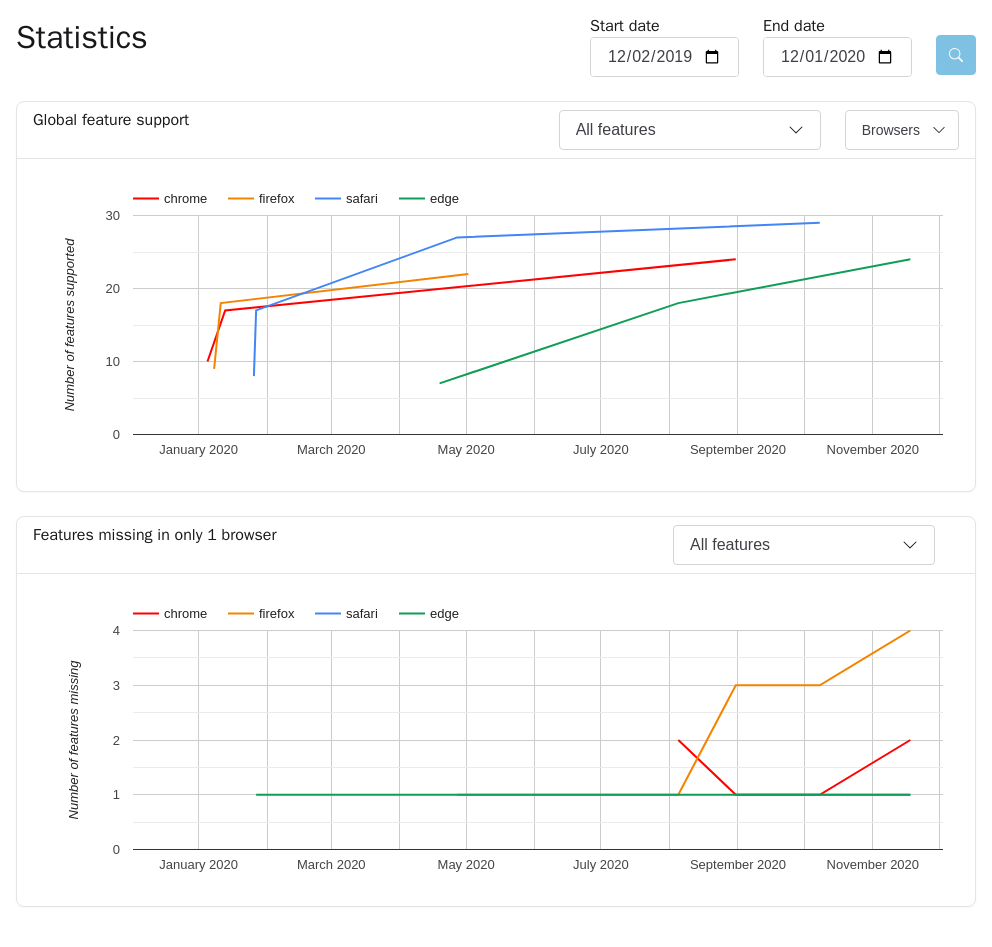 Statistics
Start date
End date
12/02/2019
12/01/2020
Global feature support
All features
Browsers
chrome
firefox
safari
edge
Number of features supported
30
20
10
0
January 2020
March 2020
May 2020
July 2020
September 2020
November 2020
Features missing in only 1 browser
All features
chrome
firefox
safari
edge
Number of features missing
4
3
2
1
0
January 2020
March 2020
May 2020
July 2020
September 2020
November 2020